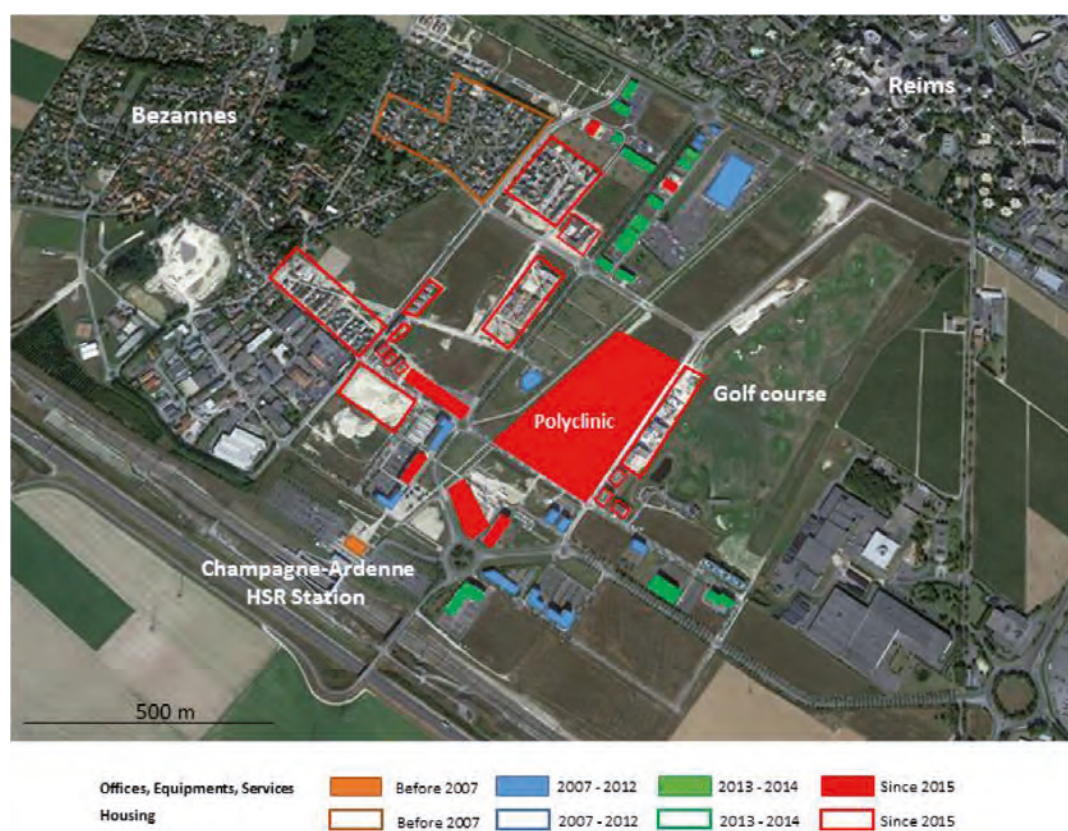 Reims
Bezannes
Golf course
Polyclinic
Champagne-Ardenne
HSR Station
500 m
Offices, Equipments, Services Before 2007 2007 - 2012 2013 - 2014 Since 2015
Housing Before 2007 2007 - 2012 2013 - 2014 Since 2015